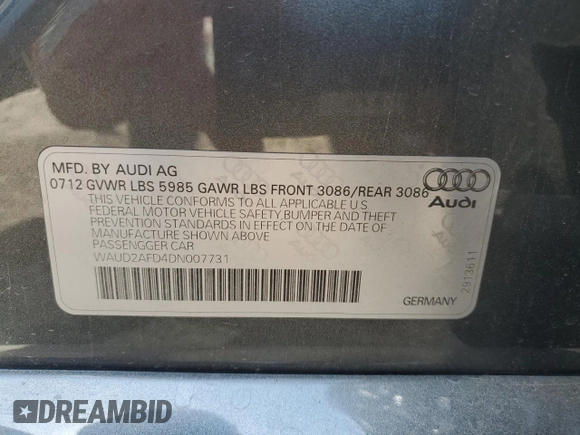 MFD. BY AUDI AG
0712 GVWR LBS 5985 GAWR LBS FRONT 3086/REAR 3086
THIS VEHICLE CONFORMS TO ALL APPLICABLE U S
FEDERAL MOTOR VEHICLE SAFETY,BUMPER AND THEFT
PREVENTION STANDARDS IN EFFECT ON THE DATE OF
MANUFACTURE SHOWN ABOVE
PASSENGGER CAR
WAUD2AFD4DN007731
Audi
2913611
GERMANY
DREAMBID